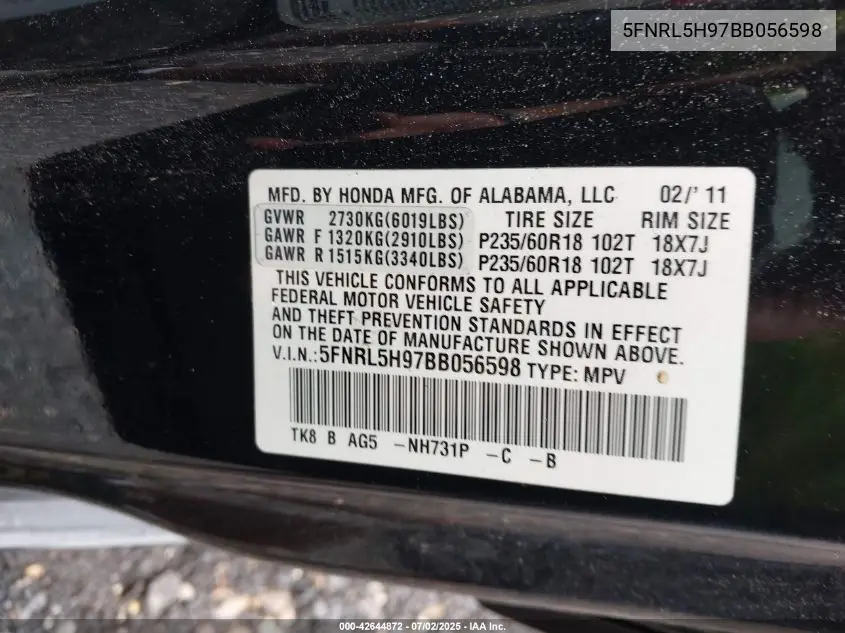 5FNRL5H97BB056598
MFD. BY HONDA MFG. OF ALABAMA, LLC 02/'11
GVWR 2730KG(6019LBS) TIRE SIZE RIM SIZE
GAWR F 1320KG(2910LBS) P235/60R18 102T 18X7J
GAWR R 1515KG(3340LBS) P235/60R18 102T 18X7J
THIS VEHICLE CONFORMS TO ALL APPLICABLE
FEDERAL MOTOR VEHICLE SAFETY
AND THEFT PREVENTION STANDARDS IN EFFECT
ON THE DATE OF MANUFACTURE SHOWN ABOVE.
V.I.N.:5FNRL5H97BB056598 TYPE: MPV
TK8 B AG5 -NH731P -C -B
000-42644872 - 07/02/2025 - IAA Inc.